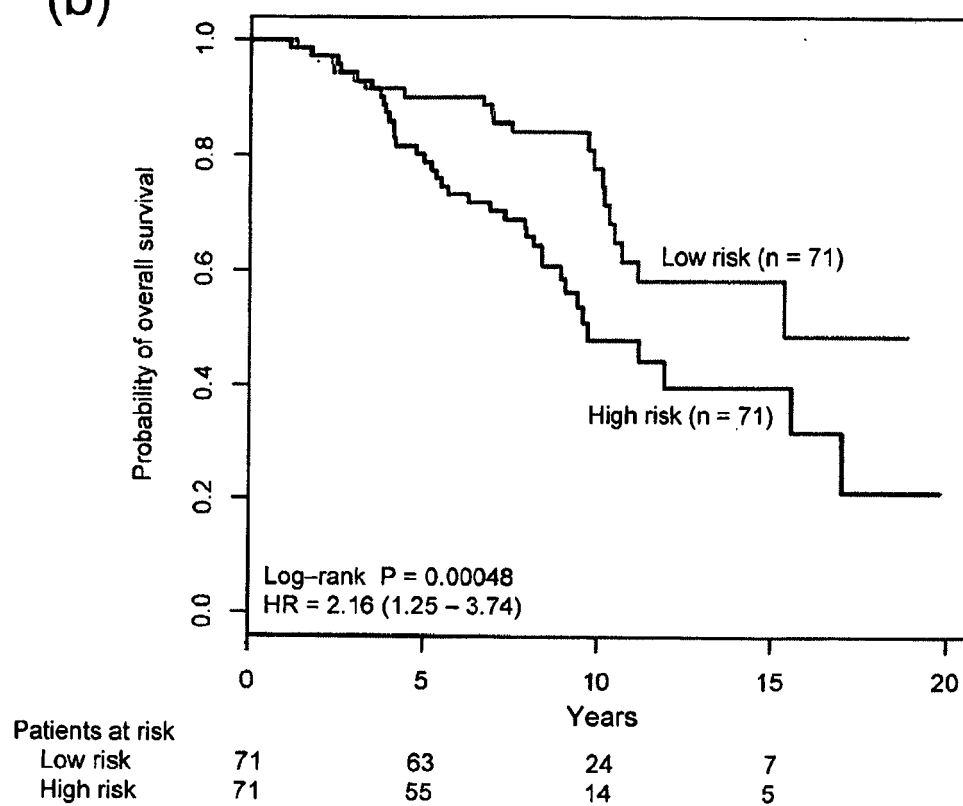 (b)
Probability of overall survival
1.0
0.8
0.6
0.4
0.2
0.0
Low risk (n = 71)
High risk (n = 71)
Log–rank P = 0.00048
HR = 2.16 (1.25 – 3.74)
0 5 10 15 20
Years
Patients at risk
Low risk 71 63 24 7
High risk 71 55 14 5